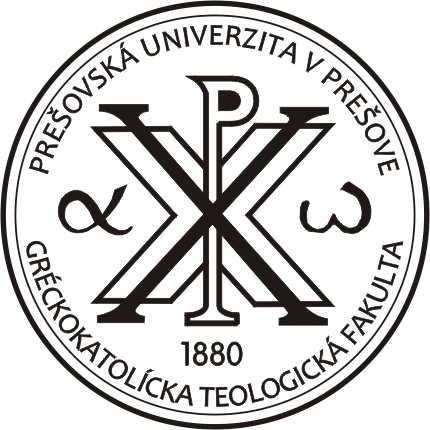 PREŠOVSKÁ UNIVERZITA V PREŠOVE
α ω
1880
GRÉCKOKATOLÍCKA TEOLOGICKÁ FAKULTA